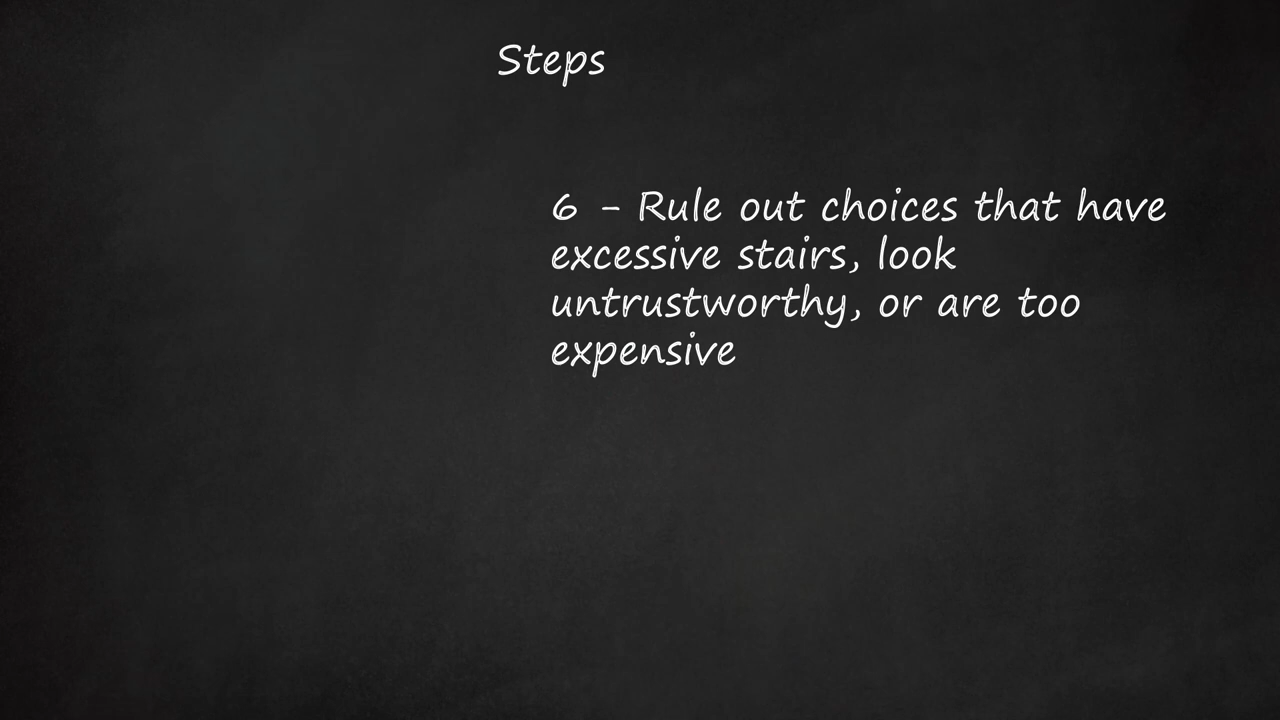 Steps
6 - Rule out choices that have
excessive stairs, look
untrustworthy, or are too
expensive